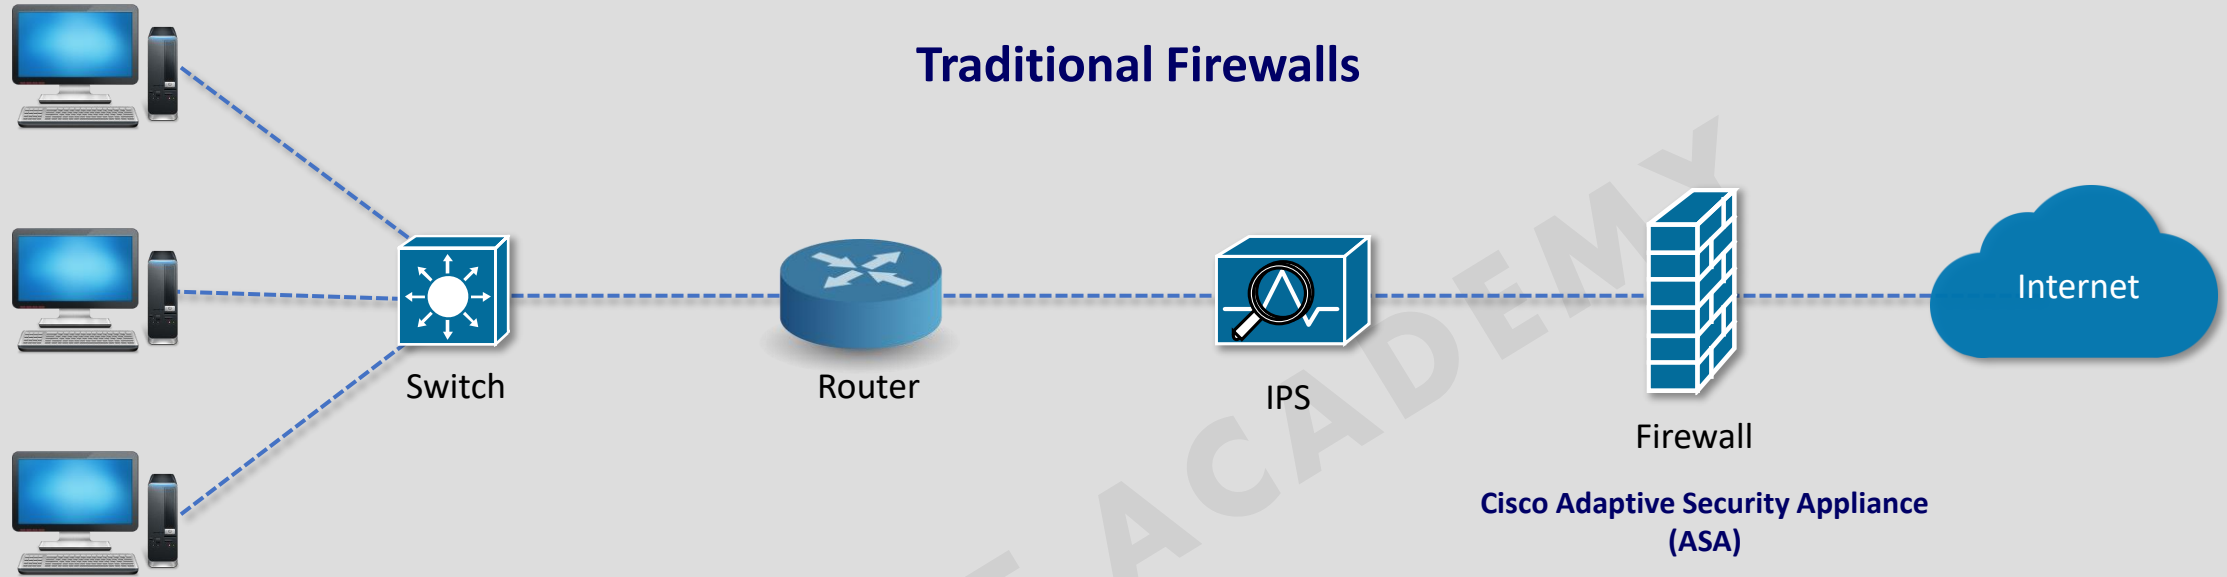 Traditional Firewalls
Switch
Router
IPS
Firewall
Internet
Cisco Adaptive Security Appliance
(ASA)
ACADEMY